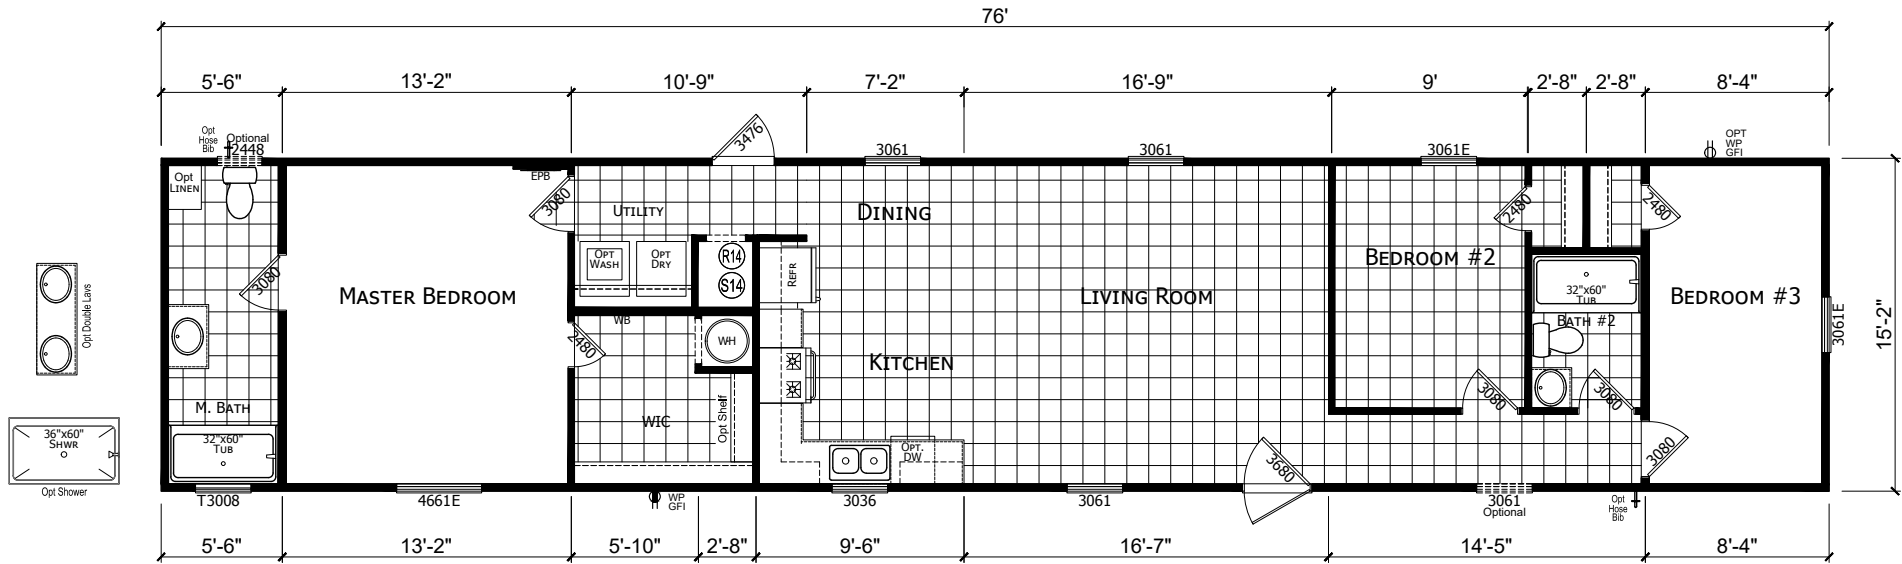 76'
5'-6" 13'-2" 10'-9" 7'-2" 16'-9" 9' 2'-8" 2'-8" 8'-4"
Opt
Hose
Bib
Optional
2448
3476
3061
3061
3061E
OPT
WP
GFI
Opt
Linen
EPB
3080
Utility
Dining
2480
2480
Opt
Wash
Opt
Dry
R14
S14
Refr
Bedroom #2
3080
Master Bedroom
Living Room
32"x60"
Tub
Bedroom #3
3061E
15'-2"
Opt Double Lavs
WB
2480
WH
Bath #2
Kitchen
3080
3080
M. Bath
WIC
Opt Shelf
36"x60"
Shwr
Opt Shower
32"x60"
Tub
Opt.
DW
3680
3080
T3008
4661E
WP
GFI
3036
3061
3061
Optional
Opt
Hose
Bib
5'-6" 13'-2" 5'-10" 2'-8" 9'-6" 16'-7" 14'-5" 8'-4"